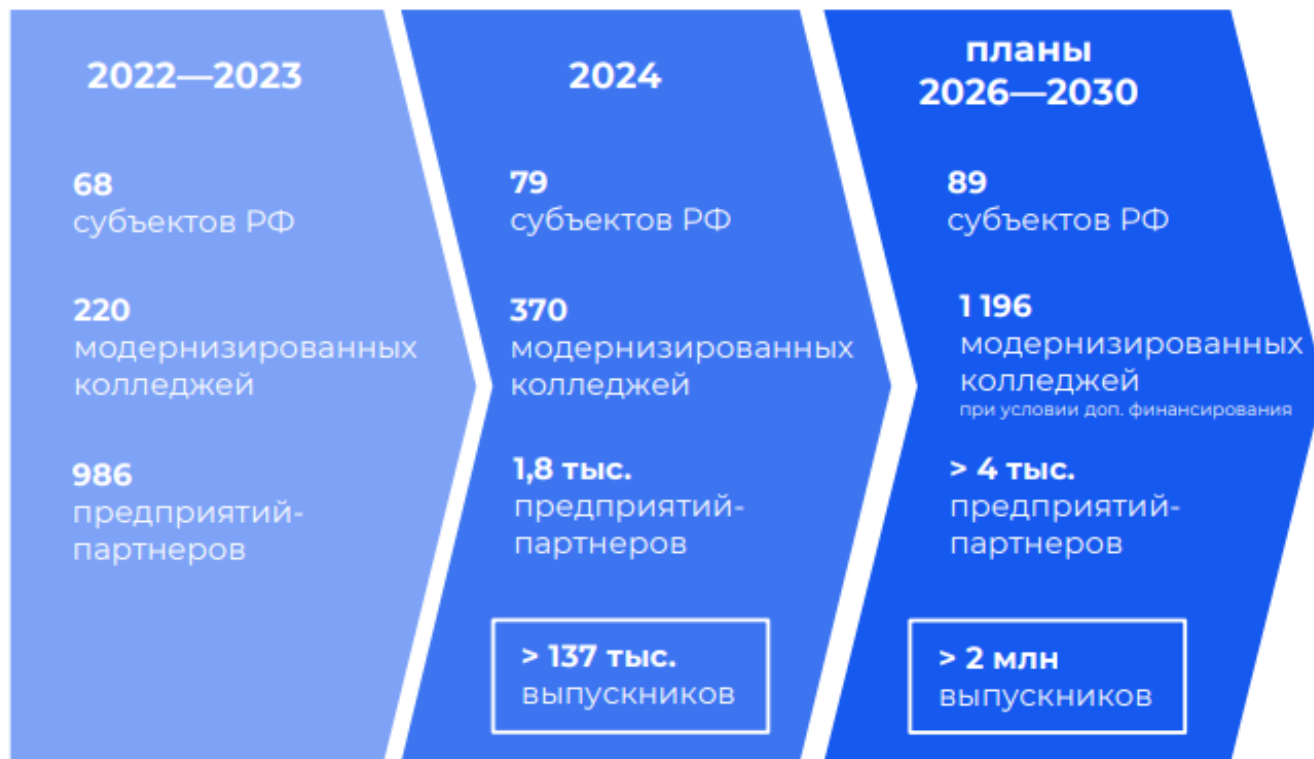 2022—2023
68
субъектов РФ
220
модернизированных
колледжей
986
предприятий-
партнеров
2024
79
субъектов РФ
370
модернизированных
колледжей
1,8 тыс.
предприятий-
партнеров
> 137 тыс.
выпускников
планы
2026—2030
89
субъектов РФ
1 196
модернизированных
колледжей
при условии доп. финансирования
> 4 тыс.
предприятий-
партнеров
> 2 млн
выпускников